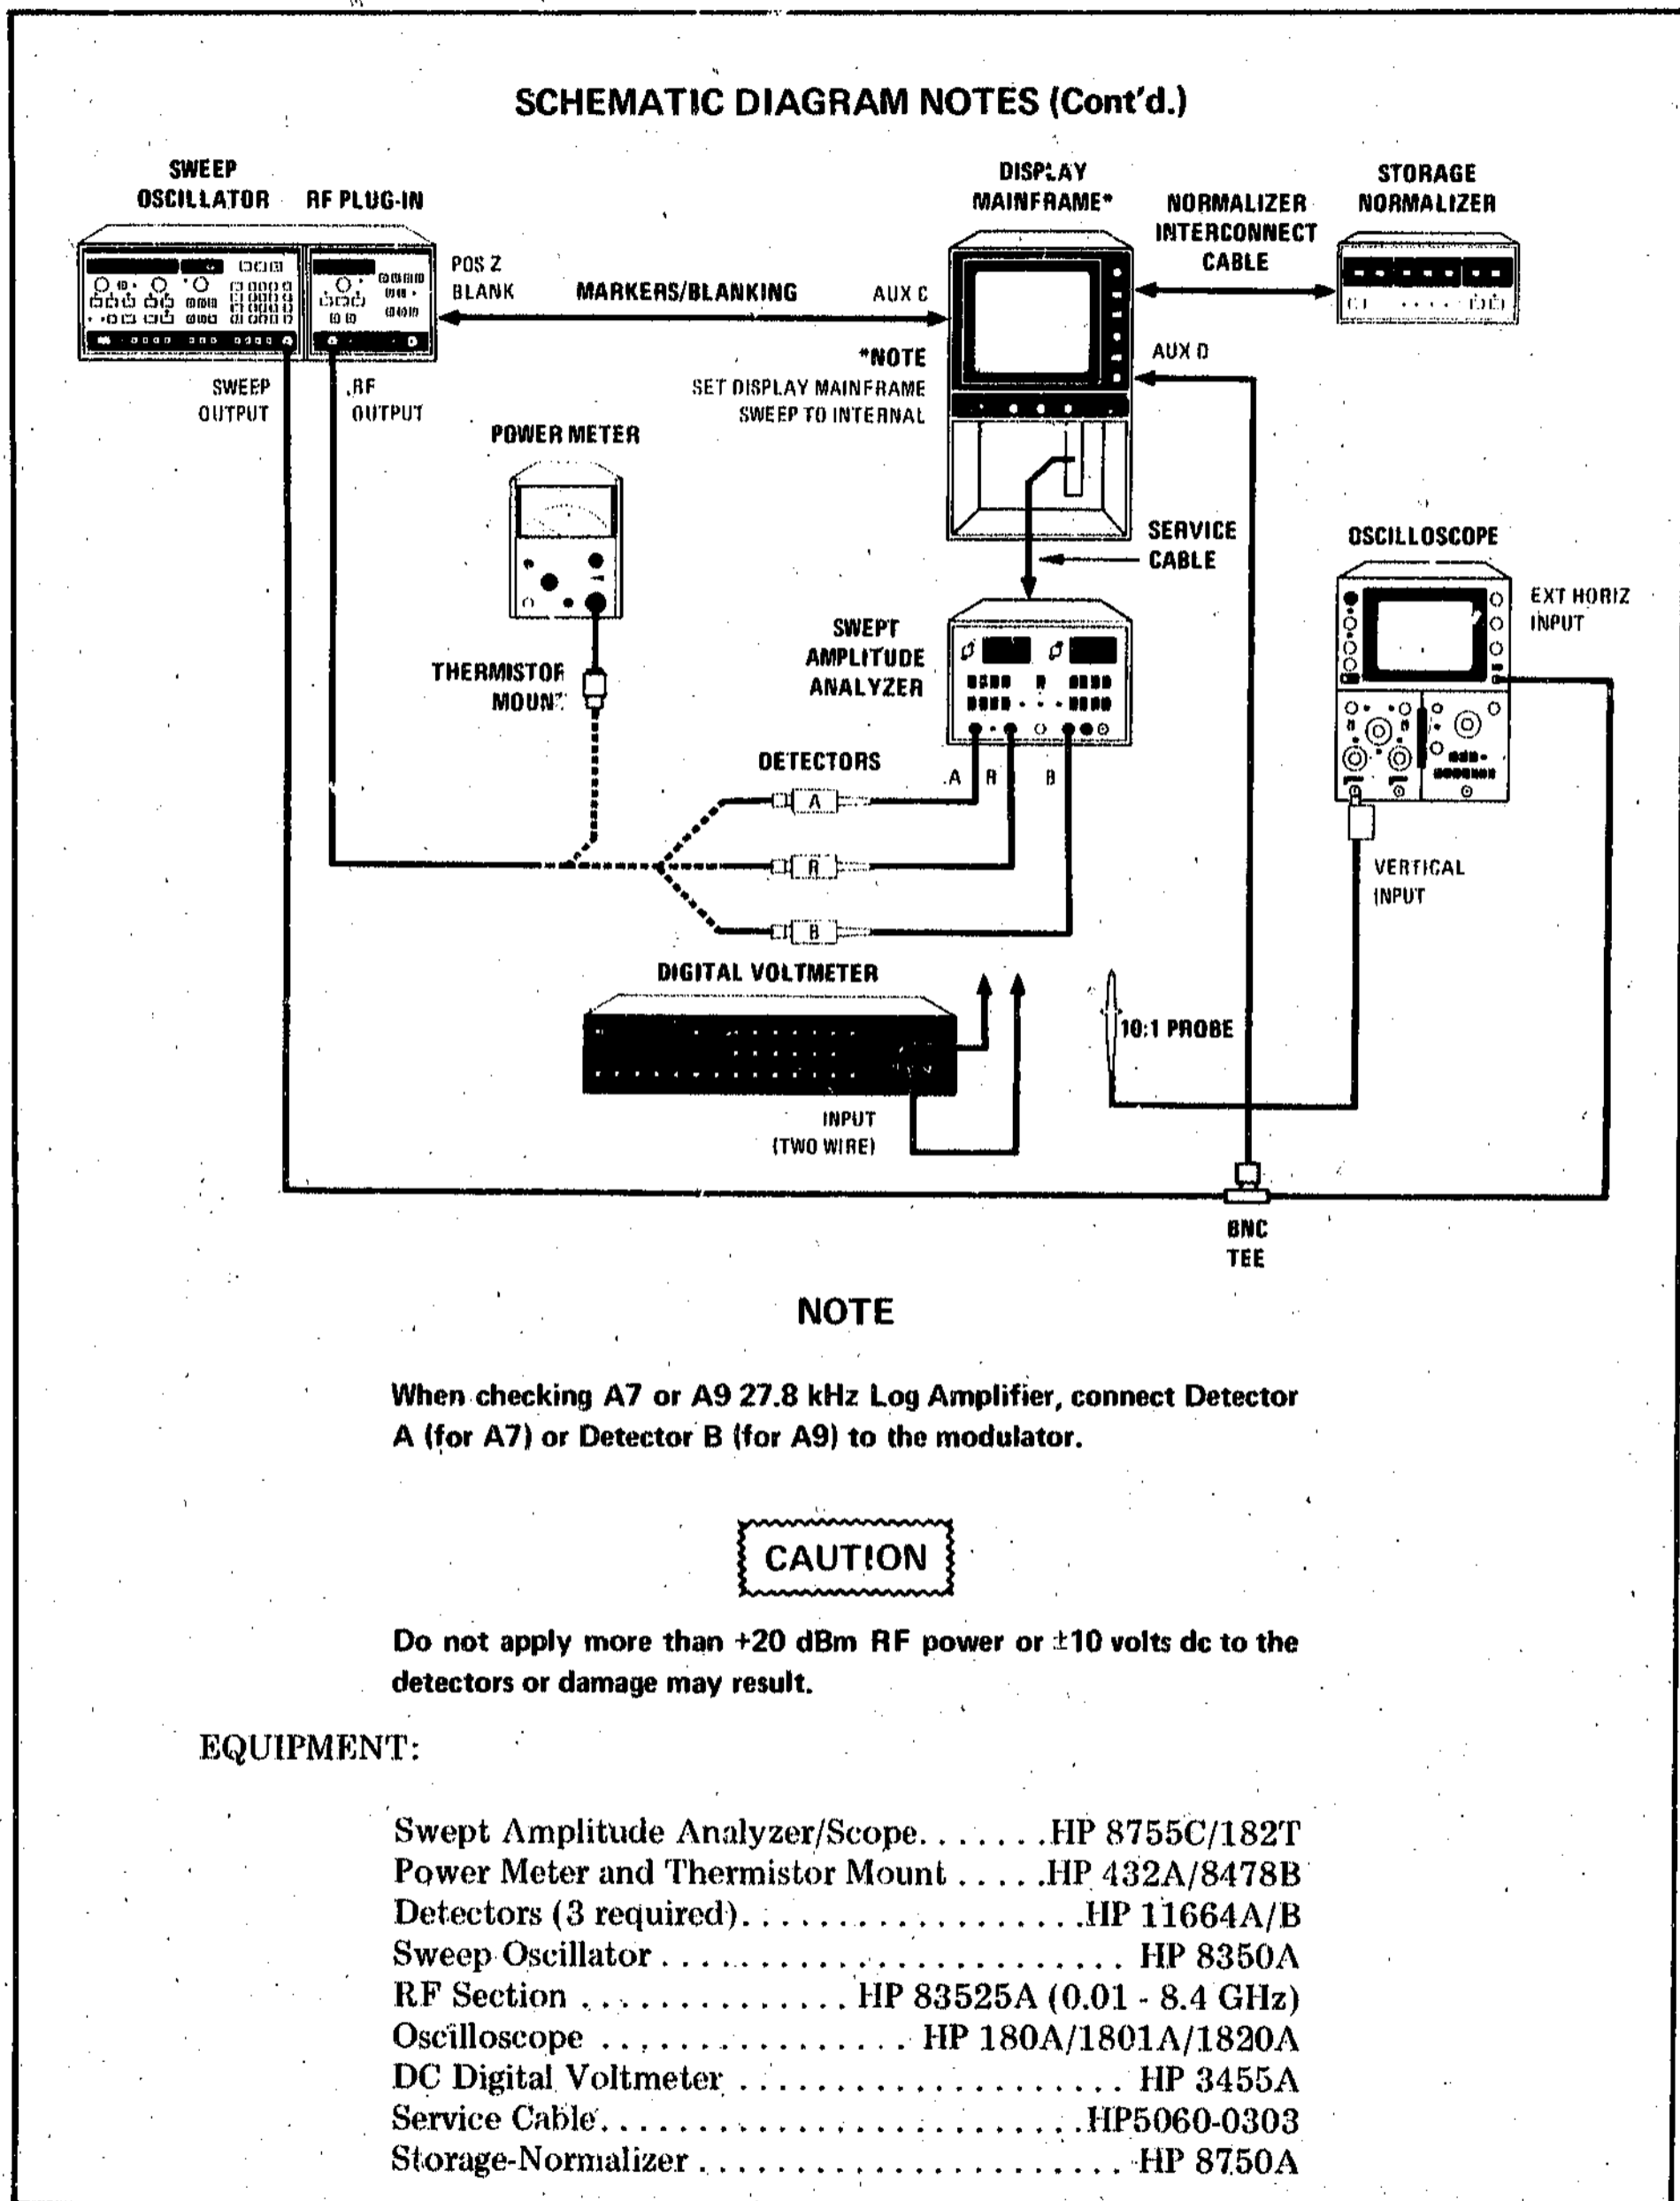 SCHEMATIC DIAGRAM NOTES (Cont'd.)
SWEEP
OSCILLATOR
RF PLUG-IN
DISPLAY
MAINFRAME*
STORAGE
NORMALIZER
NORMALIZER
INTERCONNECT
CABLE
POS Z
BLANK
MARKERS/BLANKING
AUX C
*NOTE
SET DISPLAY MAINFRAME
SWEEP TO INTERNAL
AUX D
SWEEP
OUTPUT
RF
OUTPUT
POWER METER
SERVICE
CABLE
OSCILLOSCOPE
EXT HORIZ
INPUT
SWEPT
AMPLITUDE
ANALYZER
THERMISTOR
MOUNT
DETECTORS
A
R
B
A
R
B
VERTICAL
INPUT
DIGITAL VOLTMETER
10:1 PROBE
INPUT
(TWO WIRE)
BNC
TEE
NOTE
When checking A7 or A9 27.8 kHz Log Amplifier, connect Detector
A (for A7) or Detector B (for A9) to the modulator.
CAUTION
Do not apply more than +20 dBm RF power or ±10 volts dc to the
detectors or damage may result.
EQUIPMENT:
Swept Amplitude Analyzer/Scope.......HP 8755C/182T
Power Meter and Thermistor Mount.....HP 432A/8478B
Detectors (3 required)..................HP 11664A/B
Sweep Oscillator........................HP 8350A
RF Section..............HP 83525A (0.01 - 8.4 GHz)
Oscilloscope................HP 180A/1801A/1820A
DC Digital Voltmeter.....................HP 3455A
Service Cable..........................HP5060-0303
Storage-Normalizer.......................HP 8750A